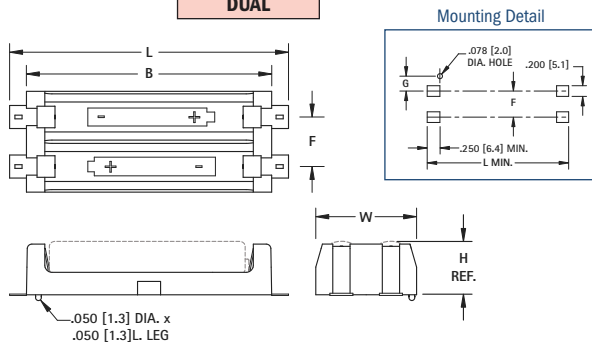 DUAL
Mounting Detail
L
B
.078 [2.0]
DIA. HOLE
.200 [5.1]
G
F
.250 [6.4] MIN.
L MIN.
- +
F
+ -
W
H
REF.
.050 [1.3] DIA. x
.050 [1.3]L. LEG